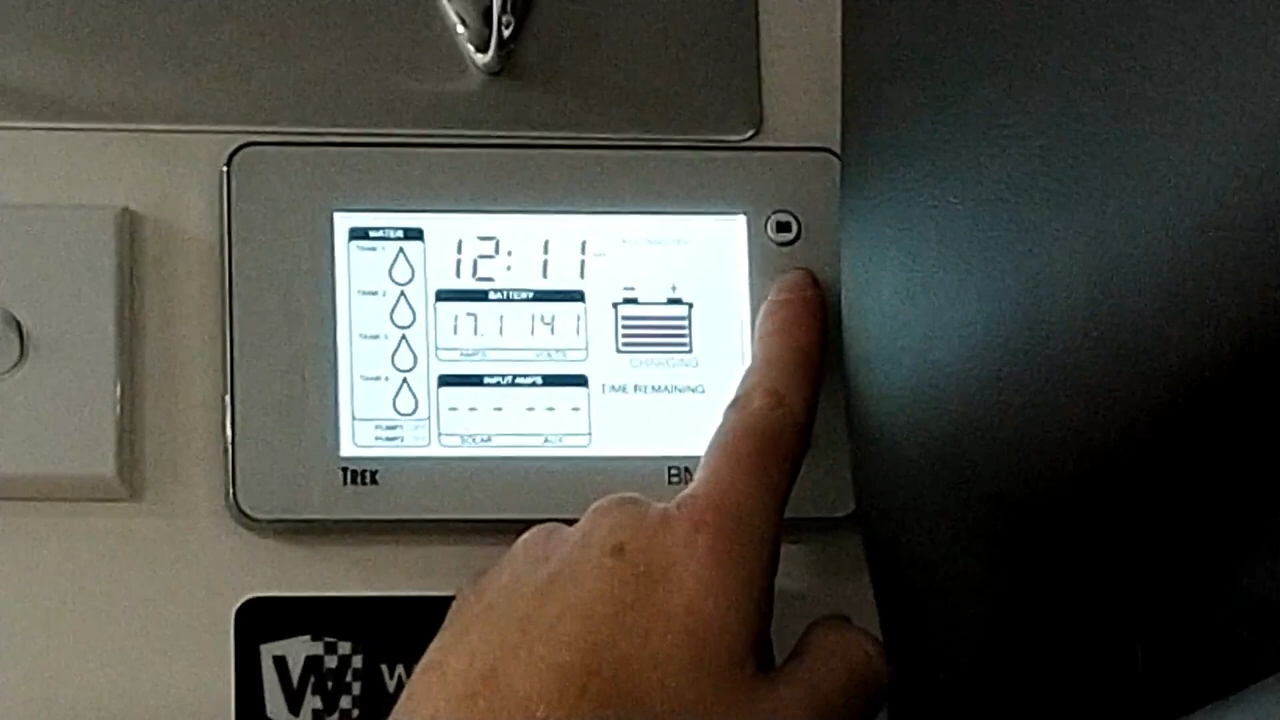 WATER
TANK 1
TANK 2
TANK 3
TANK 4
PUMP1 OFF
PUMP2
12:11
BATTERY
17.1 14.1
AMPS VOLTS
INPUT AMPS
--- ---
SOLAR AUX
- +
CHARGING
TIME REMAINING
TREK
W